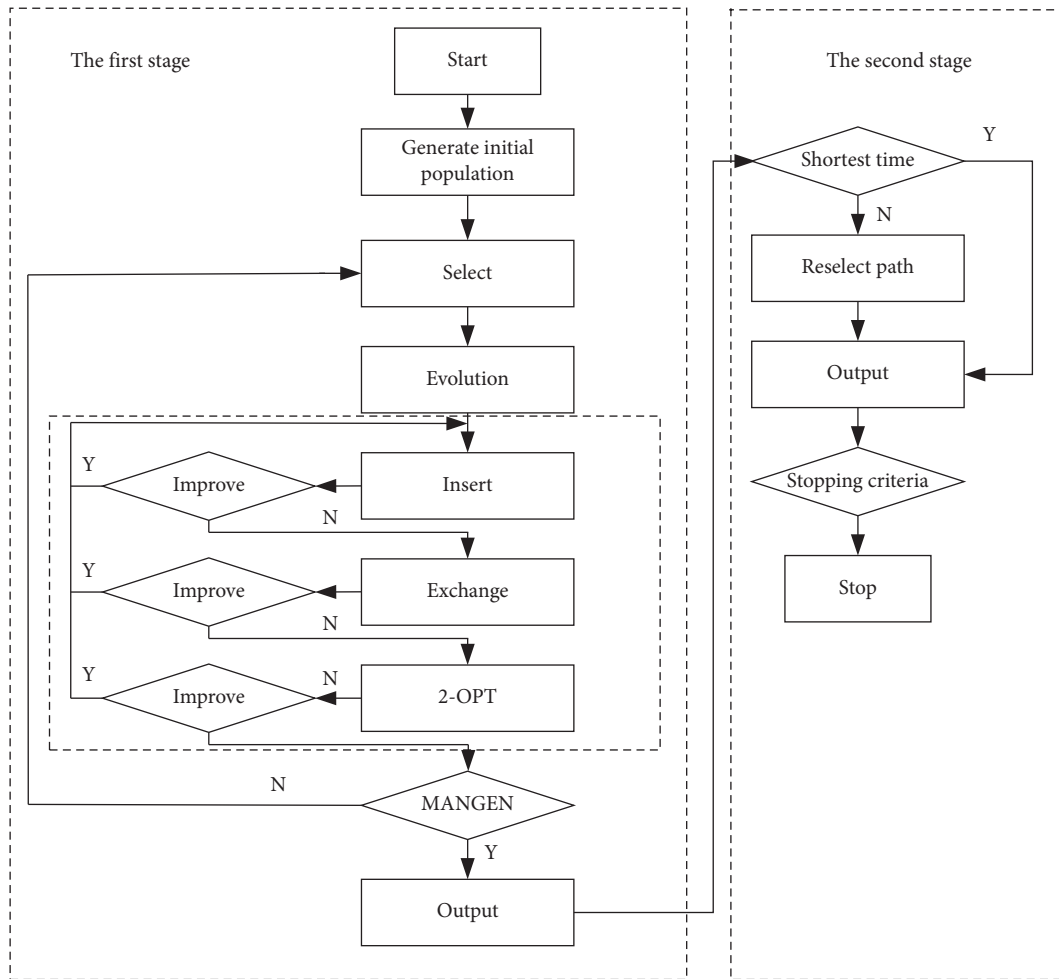 The first stage
Start
Generate initial
population
Select
Evolution
Y
Improve
Insert
N
Y
Improve
Exchange
N
Y
Improve
N
2-OPT
N
MANGEN
Y
Output
The second stage
Shortest time
Y
N
Reselect path
Output
Stopping criteria
Stop